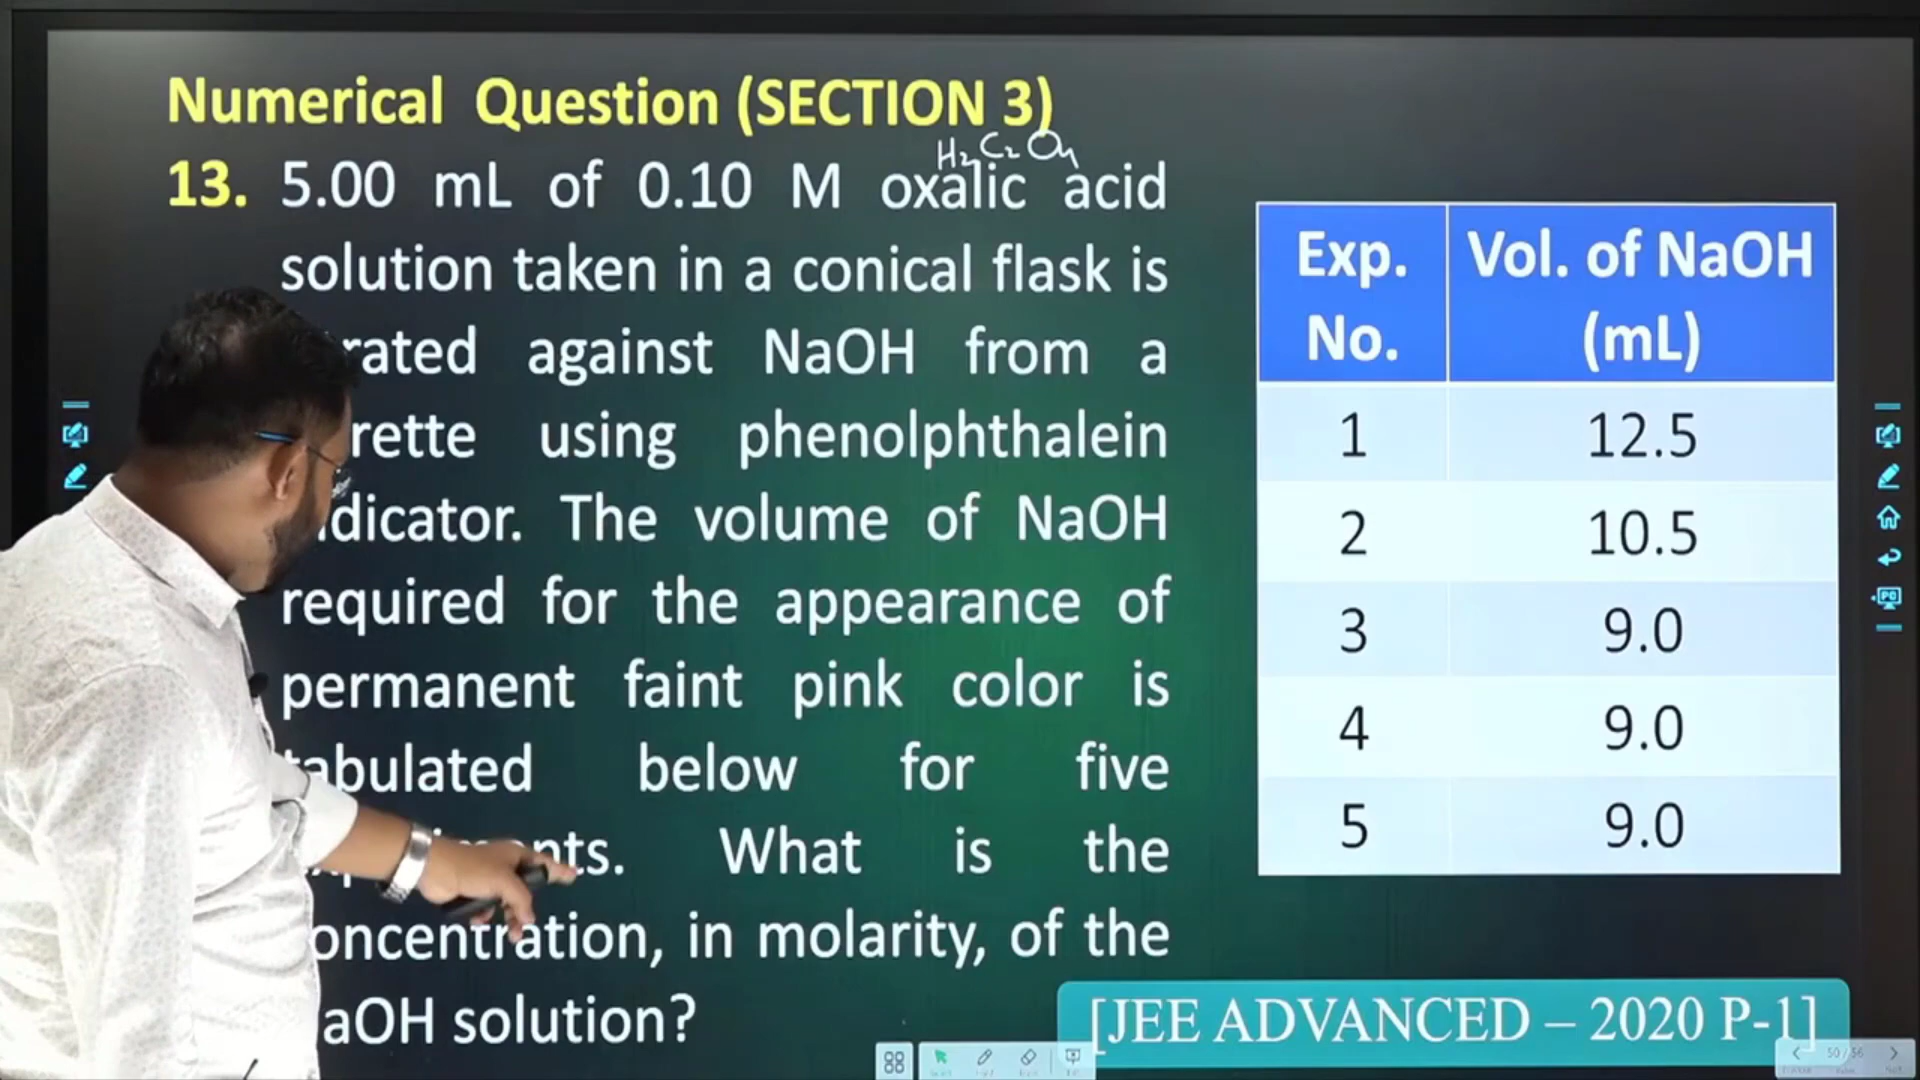 Numerical Question (SECTION 3)
H₂C₂O₄
13. 5.00 mL of 0.10 M oxalic acid
solution taken in a conical flask is
rated against NaOH from a
rette using phenolphthalein
dicator. The volume of NaOH
required for the appearance of
permanent faint pink color is
tabulated below for five
nts. What is the
oncentration, in molarity, of the
aOH solution?
Exp. No. Vol. of NaOH (mL)
1 12.5
2 10.5
3 9.0
4 9.0
5 9.0
[JEE ADVANCED – 2020 P-1]
PC
50 / 56